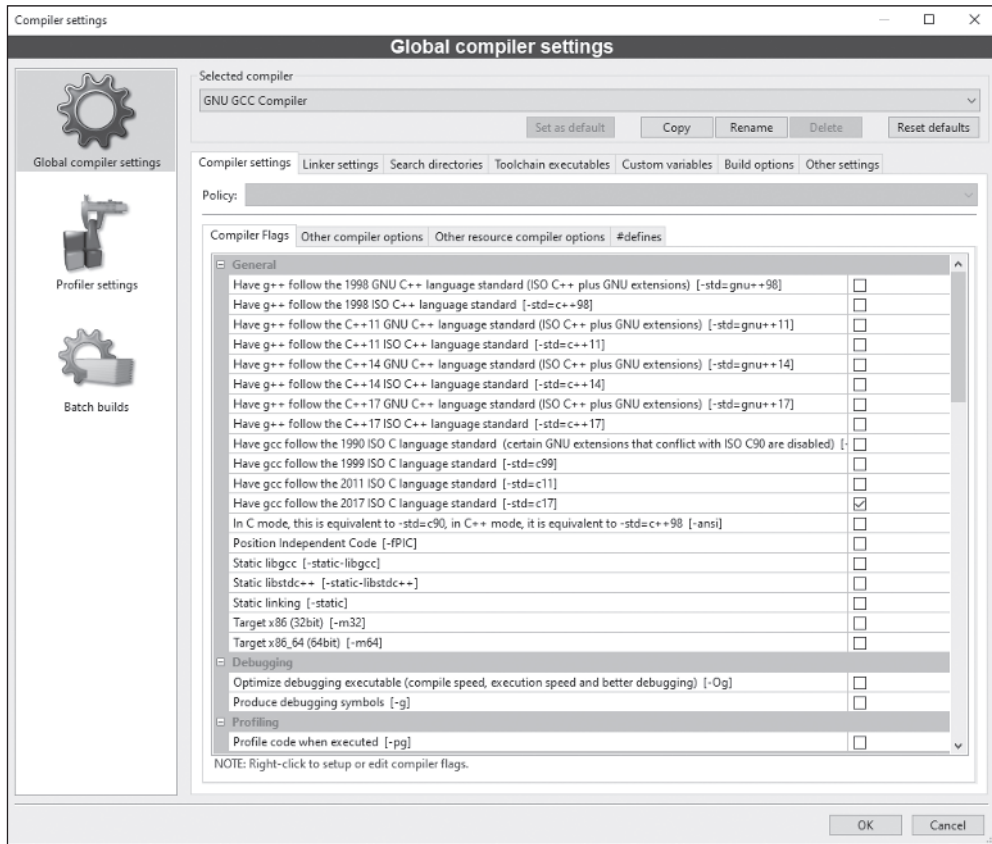 Compiler settings
Global compiler settings
Global compiler settings
Profiler settings
Batch builds
Selected compiler
GNU GCC Compiler
Set as default Copy Rename Delete Reset defaults
Compiler settings Linker settings Search directories Toolchain executables Custom variables Build options Other settings
Policy:
Compiler Flags Other compiler options Other resource compiler options #defines
General
Have g++ follow the 1998 GNU C++ language standard (ISO C++ plus GNU extensions) [-std=gnu++98]
Have g++ follow the 1998 ISO C++ language standard [-std=c++98]
Have g++ follow the C++11 GNU C++ language standard (ISO C++ plus GNU extensions) [-std=gnu++11]
Have g++ follow the C++11 ISO C++ language standard [-std=c++11]
Have g++ follow the C++14 GNU C++ language standard (ISO C++ plus GNU extensions) [-std=gnu++14]
Have g++ follow the C++14 ISO C++ language standard [-std=c++14]
Have g++ follow the C++17 GNU C++ language standard (ISO C++ plus GNU extensions) [-std=gnu++17]
Have g++ follow the C++17 ISO C++ language standard [-std=c++17]
Have gcc follow the 1990 ISO C language standard (certain GNU extensions that conflict with ISO C90 are disabled) [-
Have gcc follow the 1999 ISO C language standard [-std=c99]
Have gcc follow the 2011 ISO C language standard [-std=c11]
Have gcc follow the 2017 ISO C language standard [-std=c17]
In C mode, this is equivalent to -std=c90, in C++ mode, it is equivalent to -std=c++98 [-ansi]
Position Independent Code [-fPIC]
Static libgcc [-static-libgcc]
Static libstdc++ [-static-libstdc++]
Static linking [-static]
Target x86 (32bit) [-m32]
Target x86_64 (64bit) [-m64]
Debugging
Optimize debugging executable (compile speed, execution speed and better debugging) [-Og]
Produce debugging symbols [-g]
Profiling
Profile code when executed [-pg]
NOTE: Right-click to setup or edit compiler flags.
OK Cancel